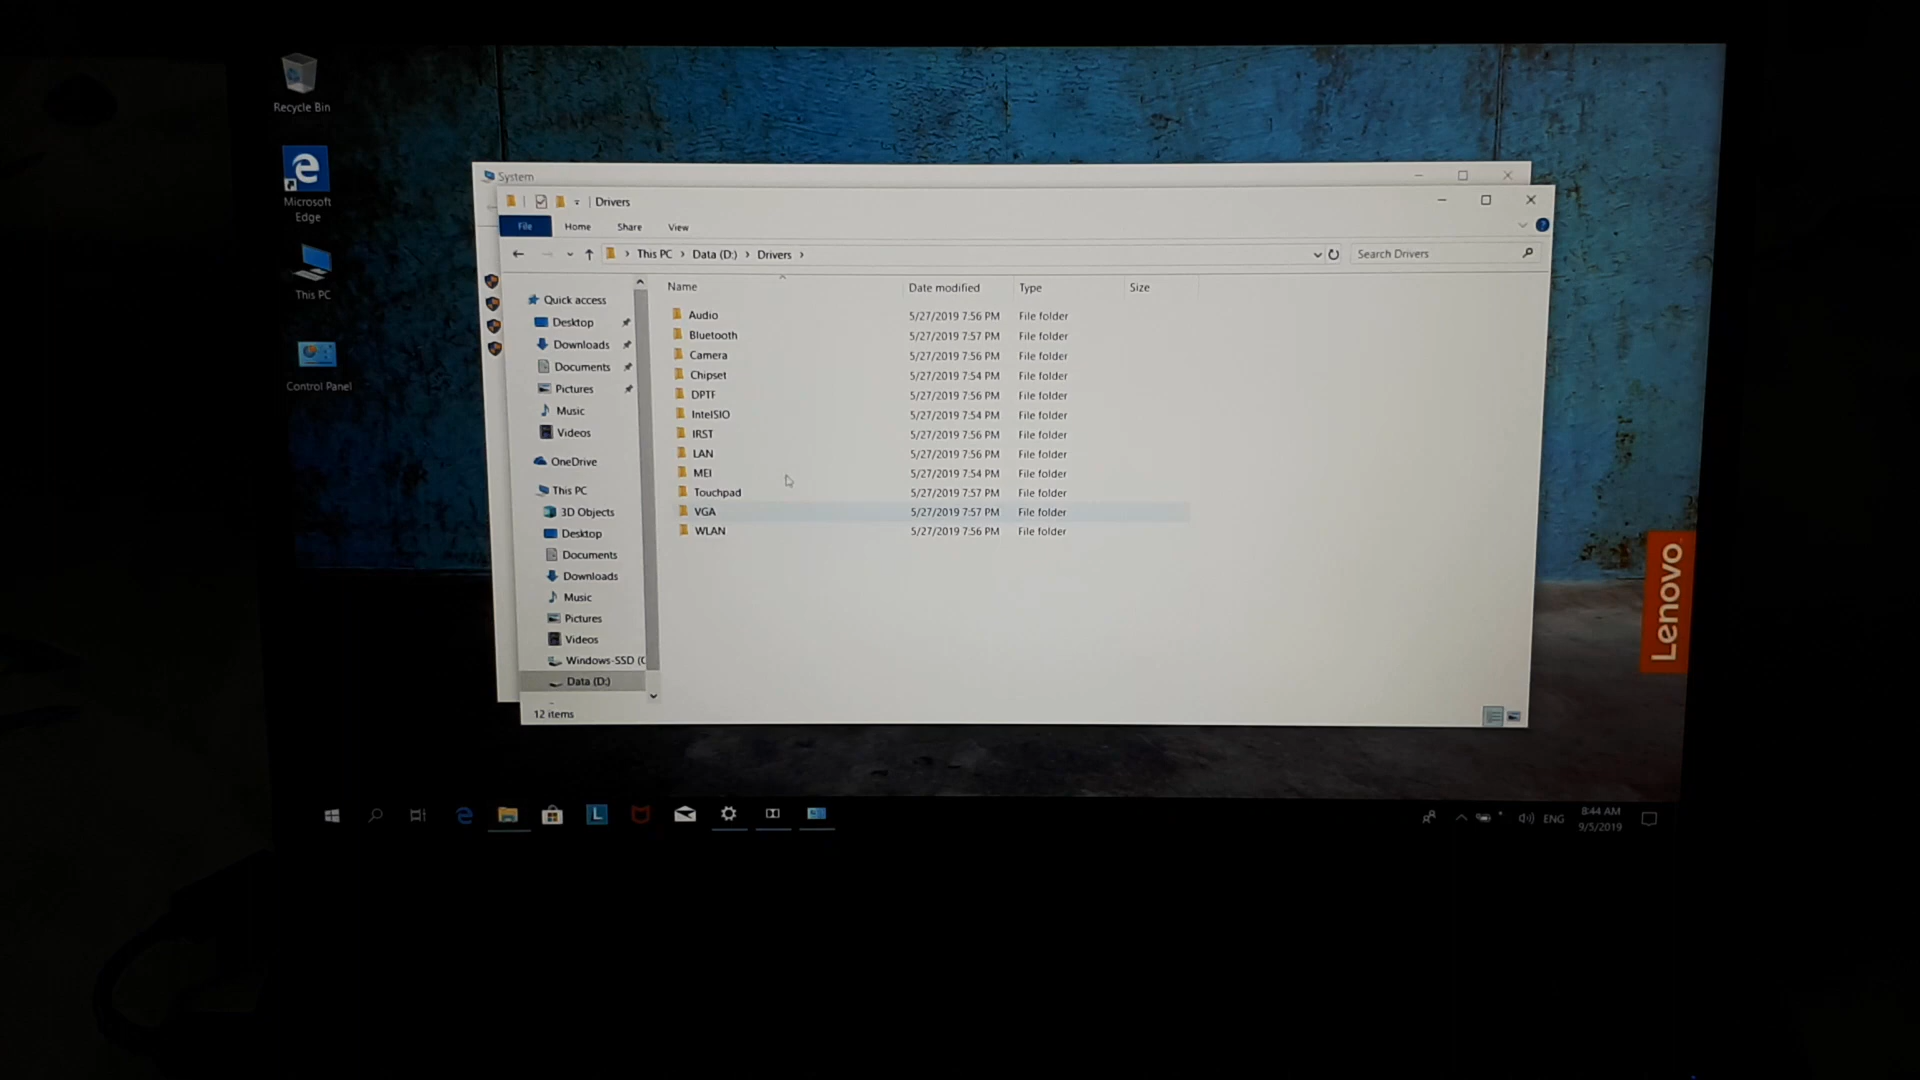 Recycle Bin
Microsoft
Edge
This PC
Control Panel
System
Drivers
File Home Share View
This PC Data (D:) Drivers
Search Drivers
Name Date modified Type Size
Audio 5/27/2019 7:56 PM File folder
Bluetooth 5/27/2019 7:57 PM File folder
Camera 5/27/2019 7:56 PM File folder
Chipset 5/27/2019 7:54 PM File folder
DPTF 5/27/2019 7:56 PM File folder
IntelSIO 5/27/2019 7:54 PM File folder
IRST 5/27/2019 7:56 PM File folder
LAN 5/27/2019 7:56 PM File folder
MEI 5/27/2019 7:54 PM File folder
Touchpad 5/27/2019 7:57 PM File folder
VGA 5/27/2019 7:57 PM File folder
WLAN 5/27/2019 7:56 PM File folder
Quick access
Desktop
Downloads
Documents
Pictures
Music
Videos
OneDrive
This PC
3D Objects
Desktop
Documents
Downloads
Music
Pictures
Videos
Windows-SSD (C
Data (D:)
12 items
Lenovo
L
ENG
8:44 AM
9/5/2019